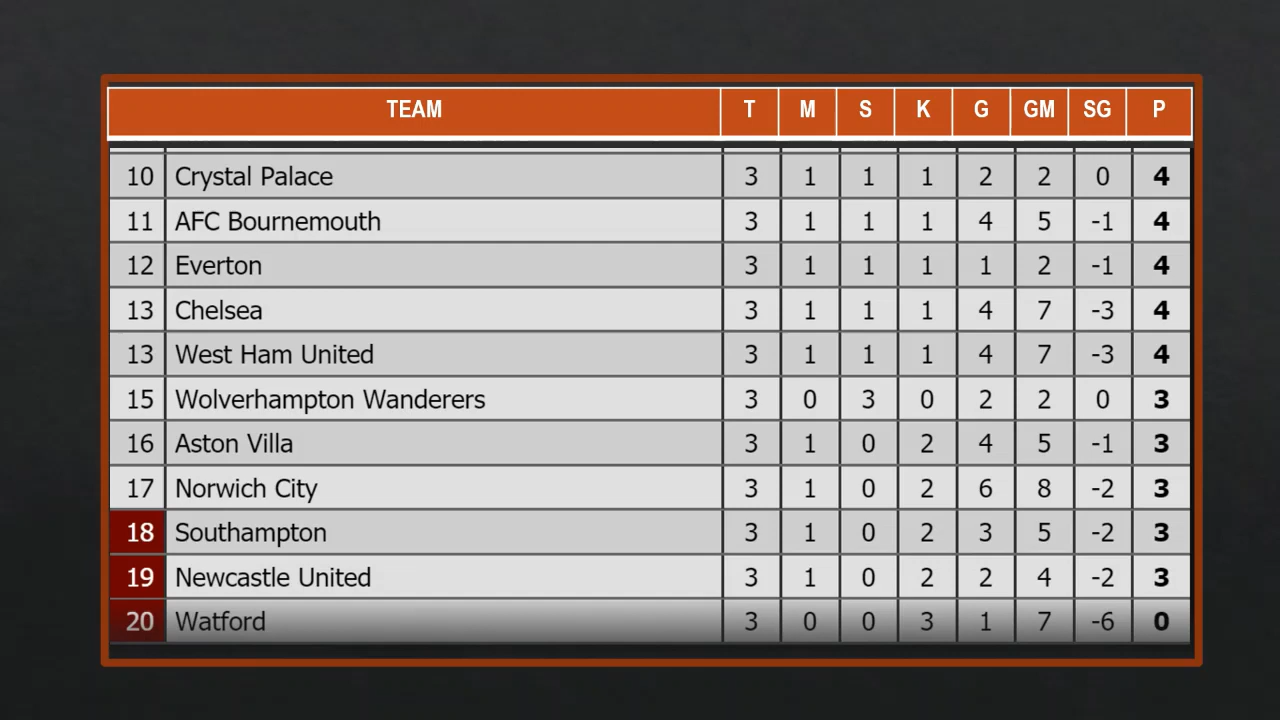 TEAM T M S K G GM SG P
10 Crystal Palace 3 1 1 1 2 2 0 4
11 AFC Bournemouth 3 1 1 1 4 5 -1 4
12 Everton 3 1 1 1 1 2 -1 4
13 Chelsea 3 1 1 1 4 7 -3 4
13 West Ham United 3 1 1 1 4 7 -3 4
15 Wolverhampton Wanderers 3 0 3 0 2 2 0 3
16 Aston Villa 3 1 0 2 4 5 -1 3
17 Norwich City 3 1 0 2 6 8 -2 3
18 Southampton 3 1 0 2 3 5 -2 3
19 Newcastle United 3 1 0 2 2 4 -2 3
20 Watford 3 0 0 3 1 7 -6 0